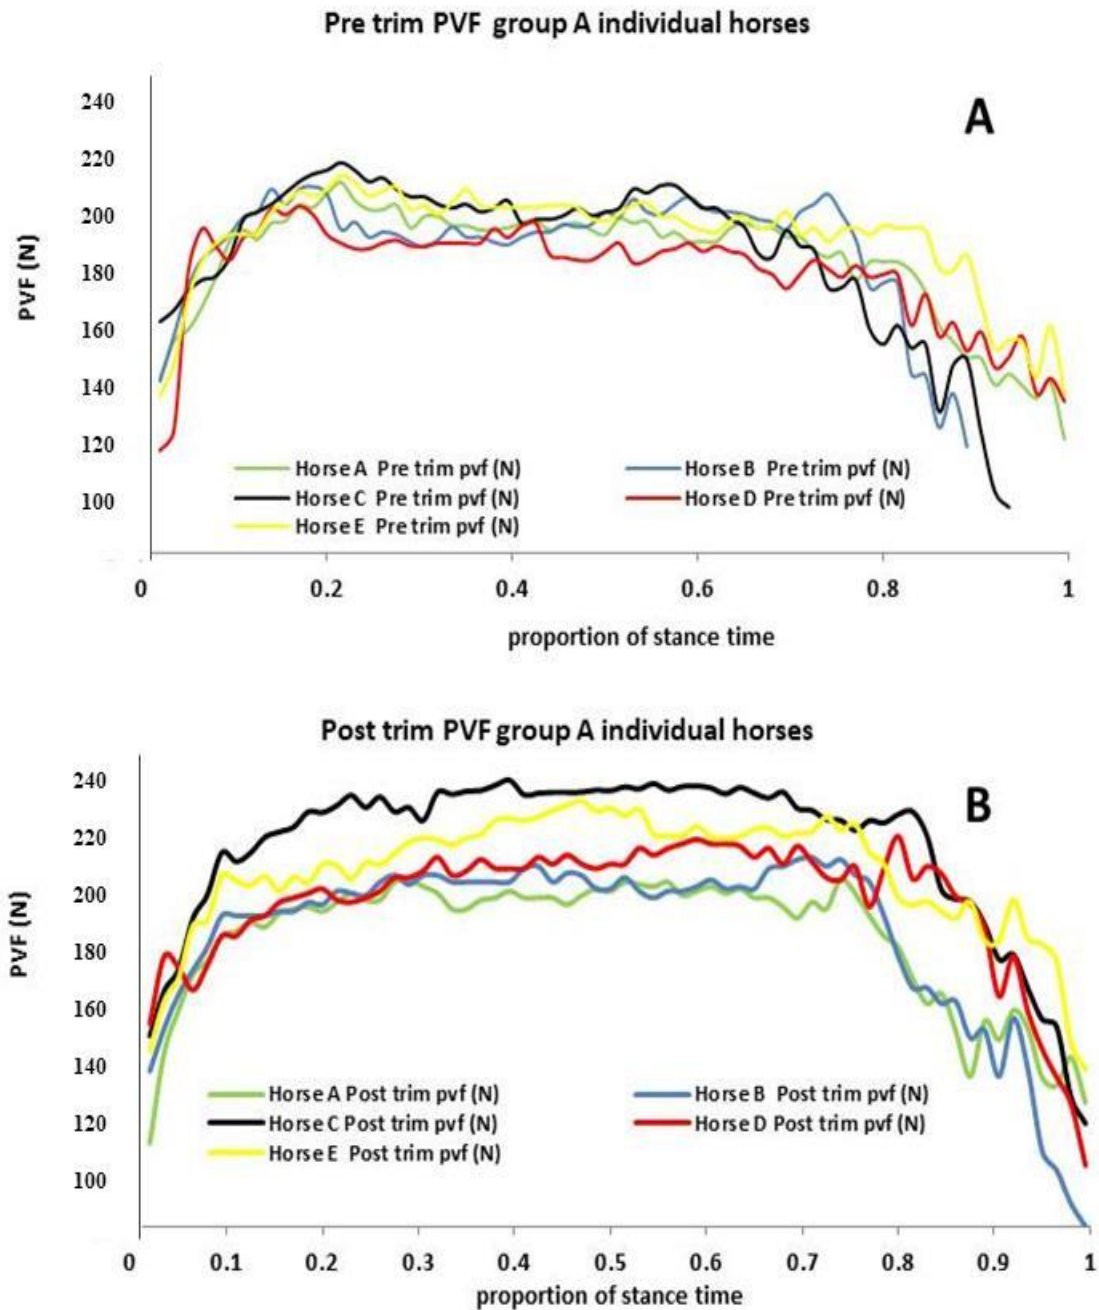 Pre trim PVF group A individual horses
A
240
220
200
180
160
140
120
100
PVF (N)
Horse A Pre trim pvf (N) Horse B Pre trim pvf (N)
Horse C Pre trim pvf (N) Horse D Pre trim pvf (N)
Horse E Pre trim pvf (N)
0 0.2 0.4 0.6 0.8 1
proportion of stance time
Post trim PVF group A individual horses
B
240
220
200
180
160
140
120
100
PVF (N)
Horse A Post trim pvf (N) Horse B Post trim pvf (N)
Horse C Post trim pvf (N) Horse D Post trim pvf (N)
Horse E Post trim pvf (N)
0 0.1 0.2 0.3 0.4 0.5 0.6 0.7 0.8 0.9 1
proportion of stance time